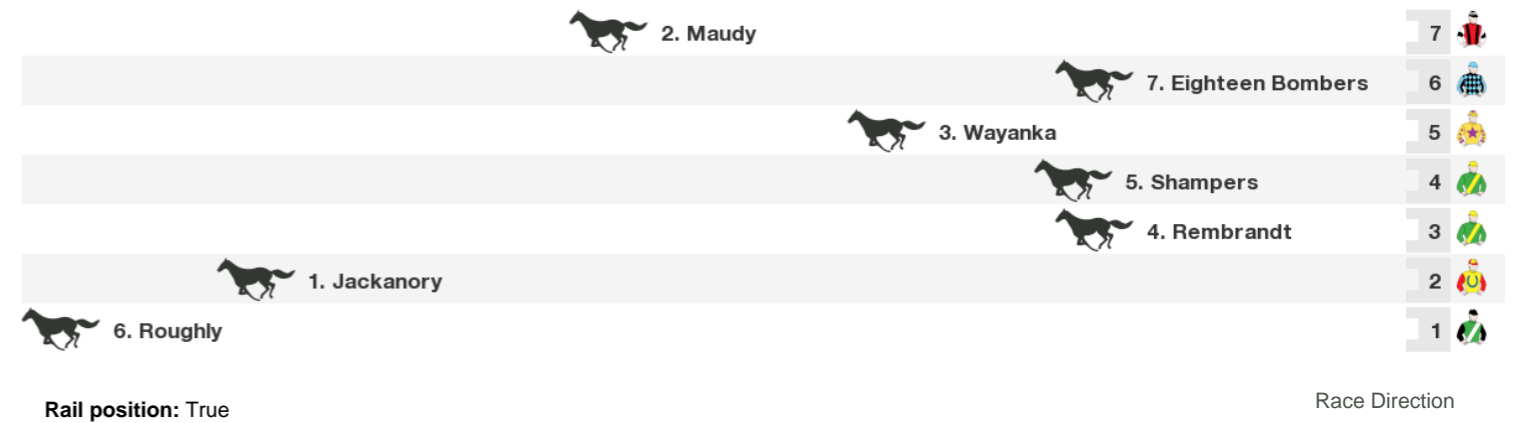 2. Maudy 7
7. Eighteen Bombers 6
3. Wayanka 5
5. Shampers 4
4. Rembrandt 3
1. Jackanory 2
6. Roughly 1
Rail position: True
Race Direction